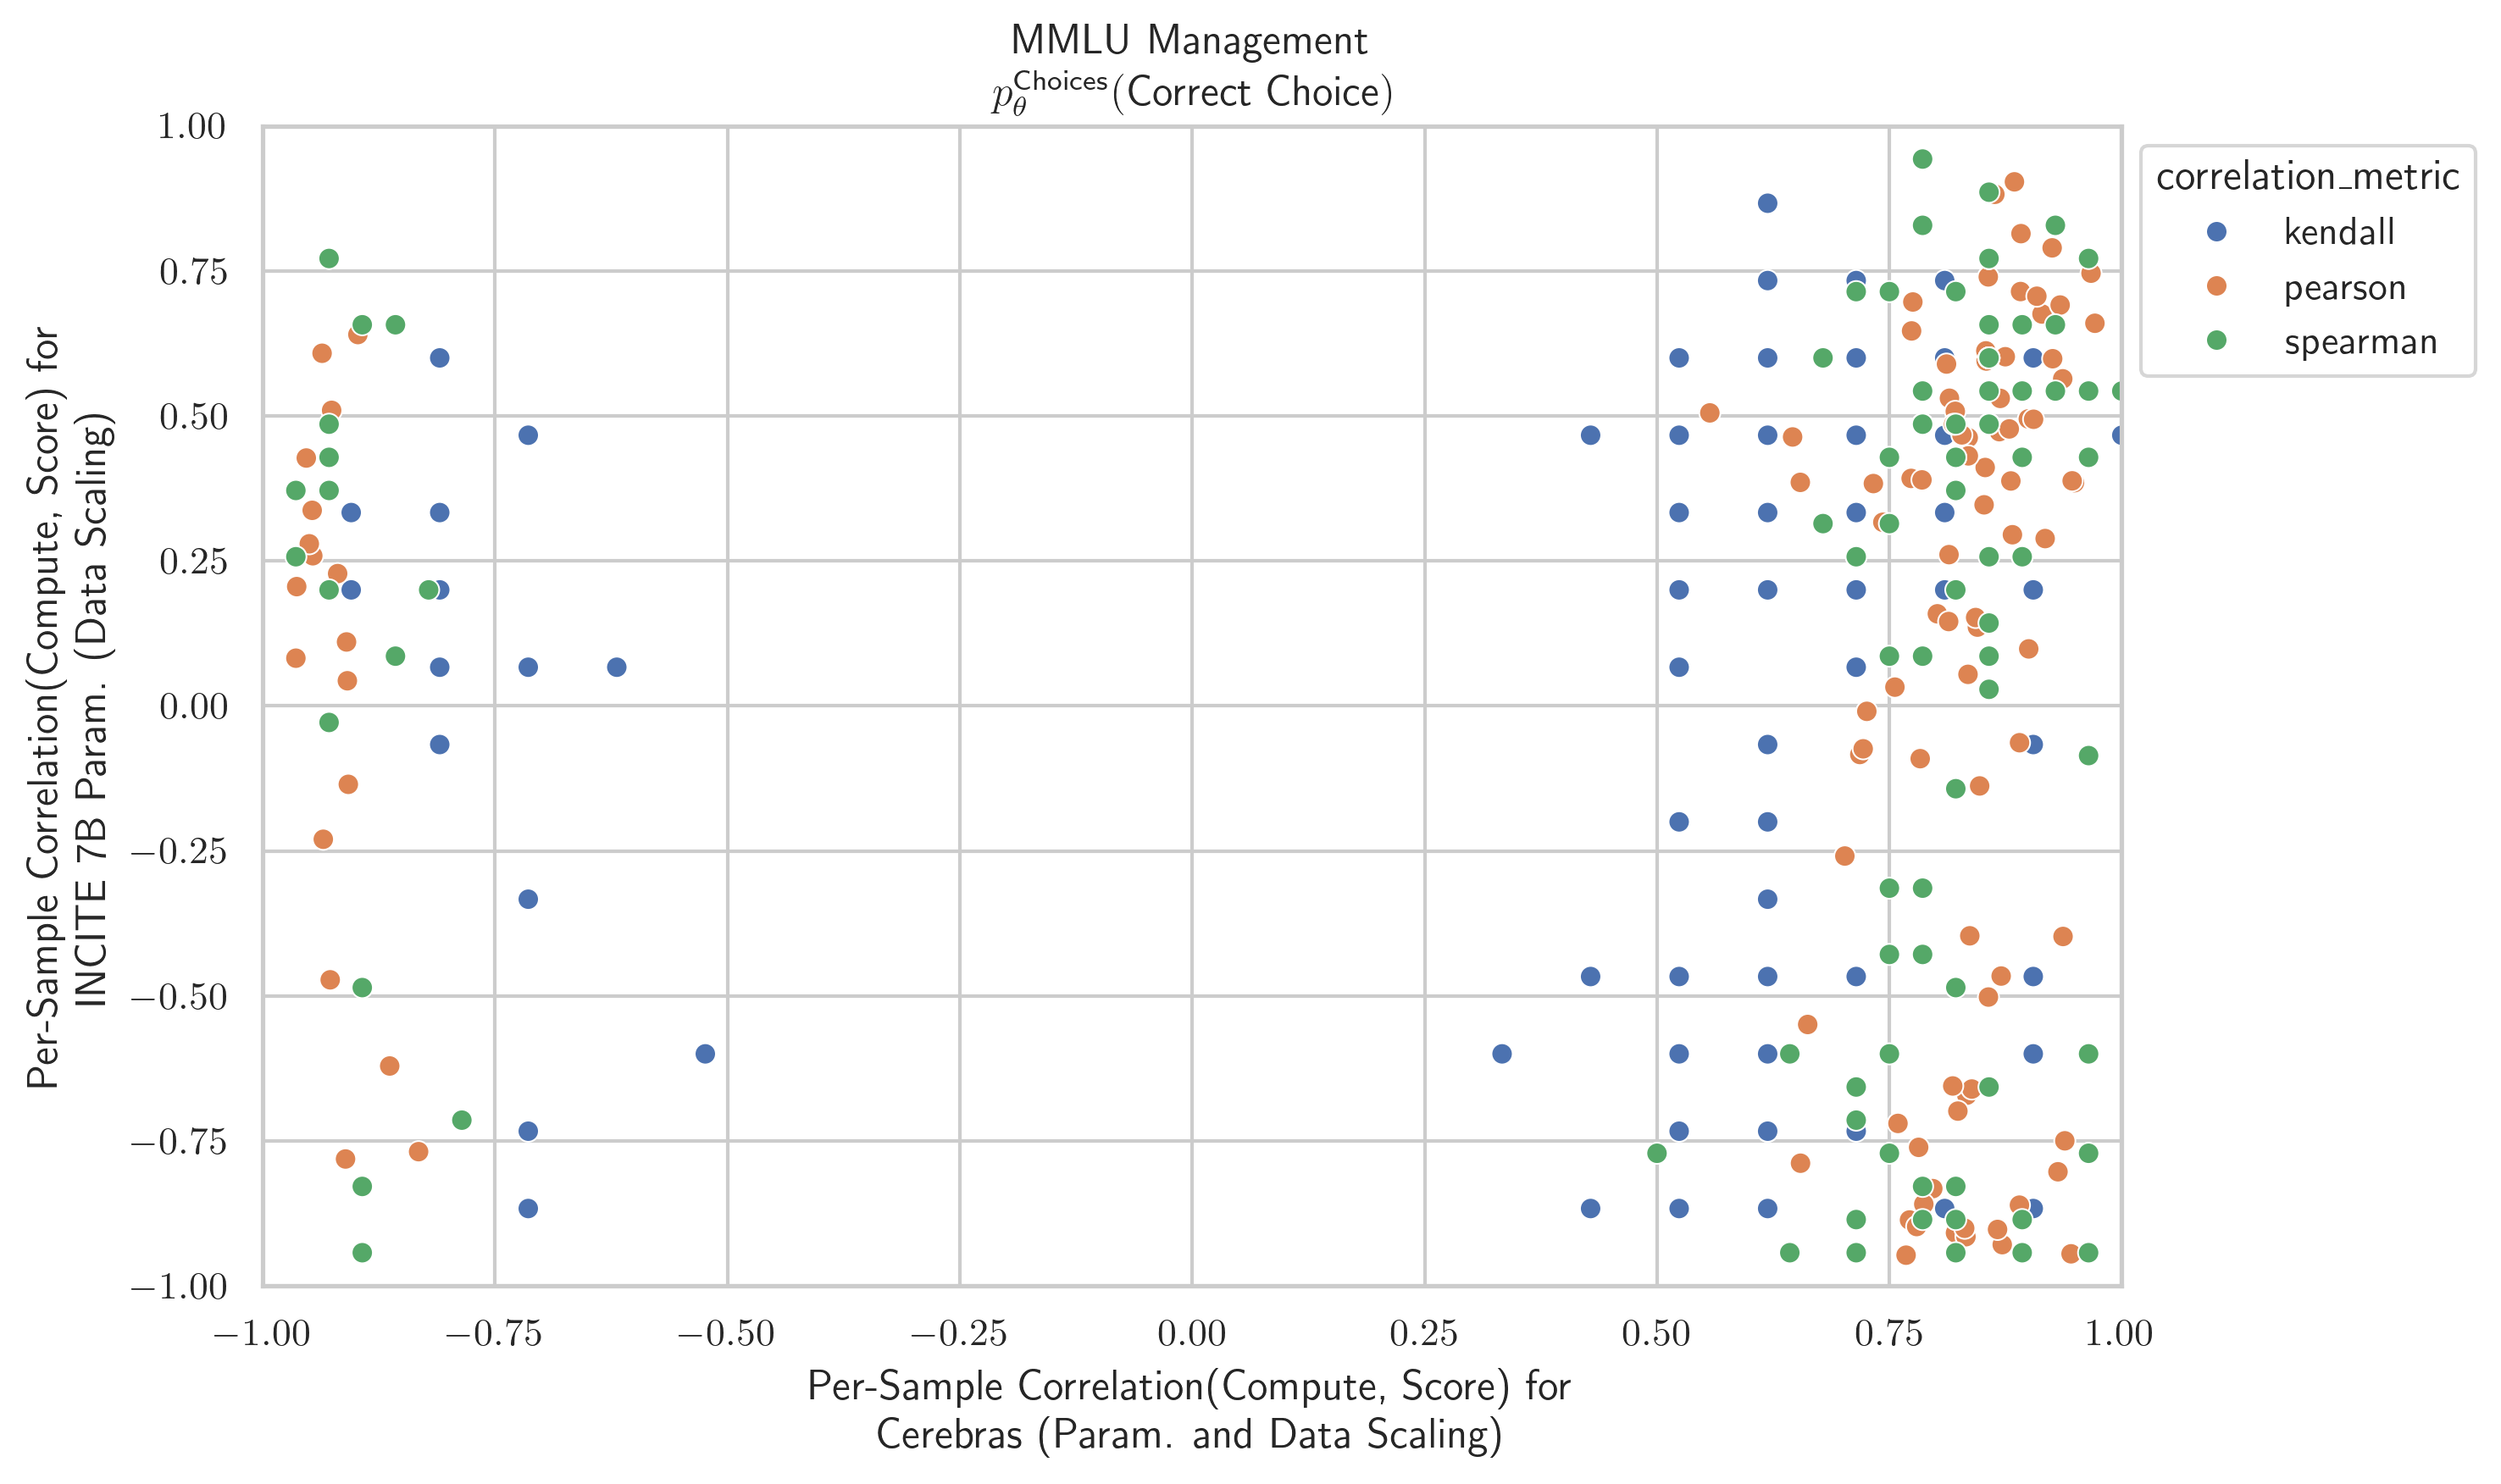 MMLU Management
p_θ^Choices(Correct Choice)
1.00
0.75
0.50
0.25
0.00
−0.25
−0.50
−0.75
−1.00
Per-Sample Correlation(Compute, Score) for
INCITE 7B Param. (Data Scaling)
correlation_metric
kendall
pearson
spearman
−1.00 −0.75 −0.50 −0.25 0.00 0.25 0.50 0.75 1.00
Per-Sample Correlation(Compute, Score) for
Cerebras (Param. and Data Scaling)